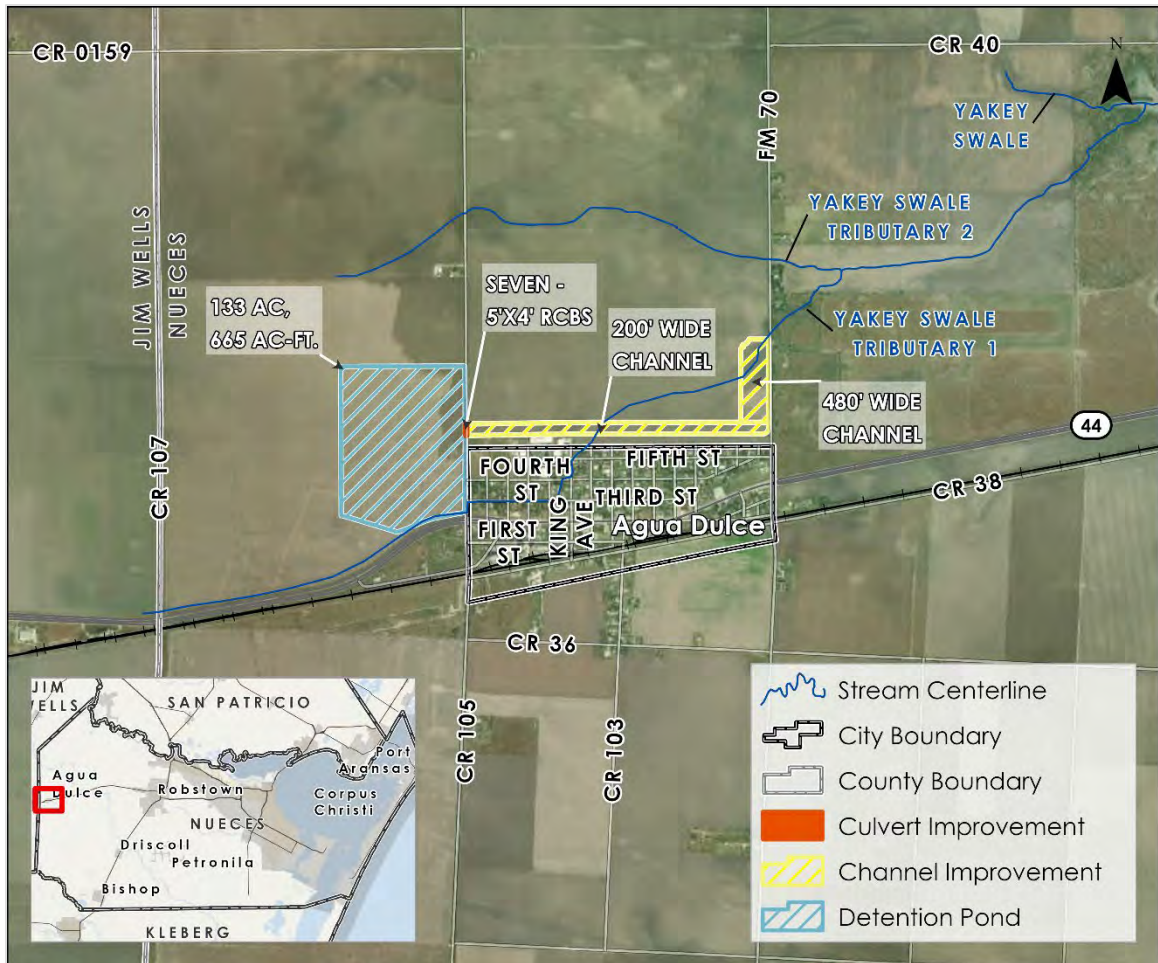 CR 0159
CR 40
N
YAKEY
SWALE
FM 70
JIM WELLS
NUECES
YAKEY SWALE
TRIBUTARY 2
133 AC,
665 AC-FT.
SEVEN -
5'X4' RCBS
200' WIDE
CHANNEL
YAKEY SWALE
TRIBUTARY 1
480' WIDE
CHANNEL
44
CR 107
FOURTH
ST
FIFTH ST
THIRD ST
KING
AVE
FIRST
ST
Agua Dulce
CR 38
CR 36
CR 105
CR 103
JIM
WELLS
SAN PATRICIO
Port
Aransas
Agua
Dulce
Robstown
Corpus
Christi
NUECES
Driscoll
Petronila
Bishop
KLEBERG
Stream Centerline
City Boundary
County Boundary
Culvert Improvement
Channel Improvement
Detention Pond